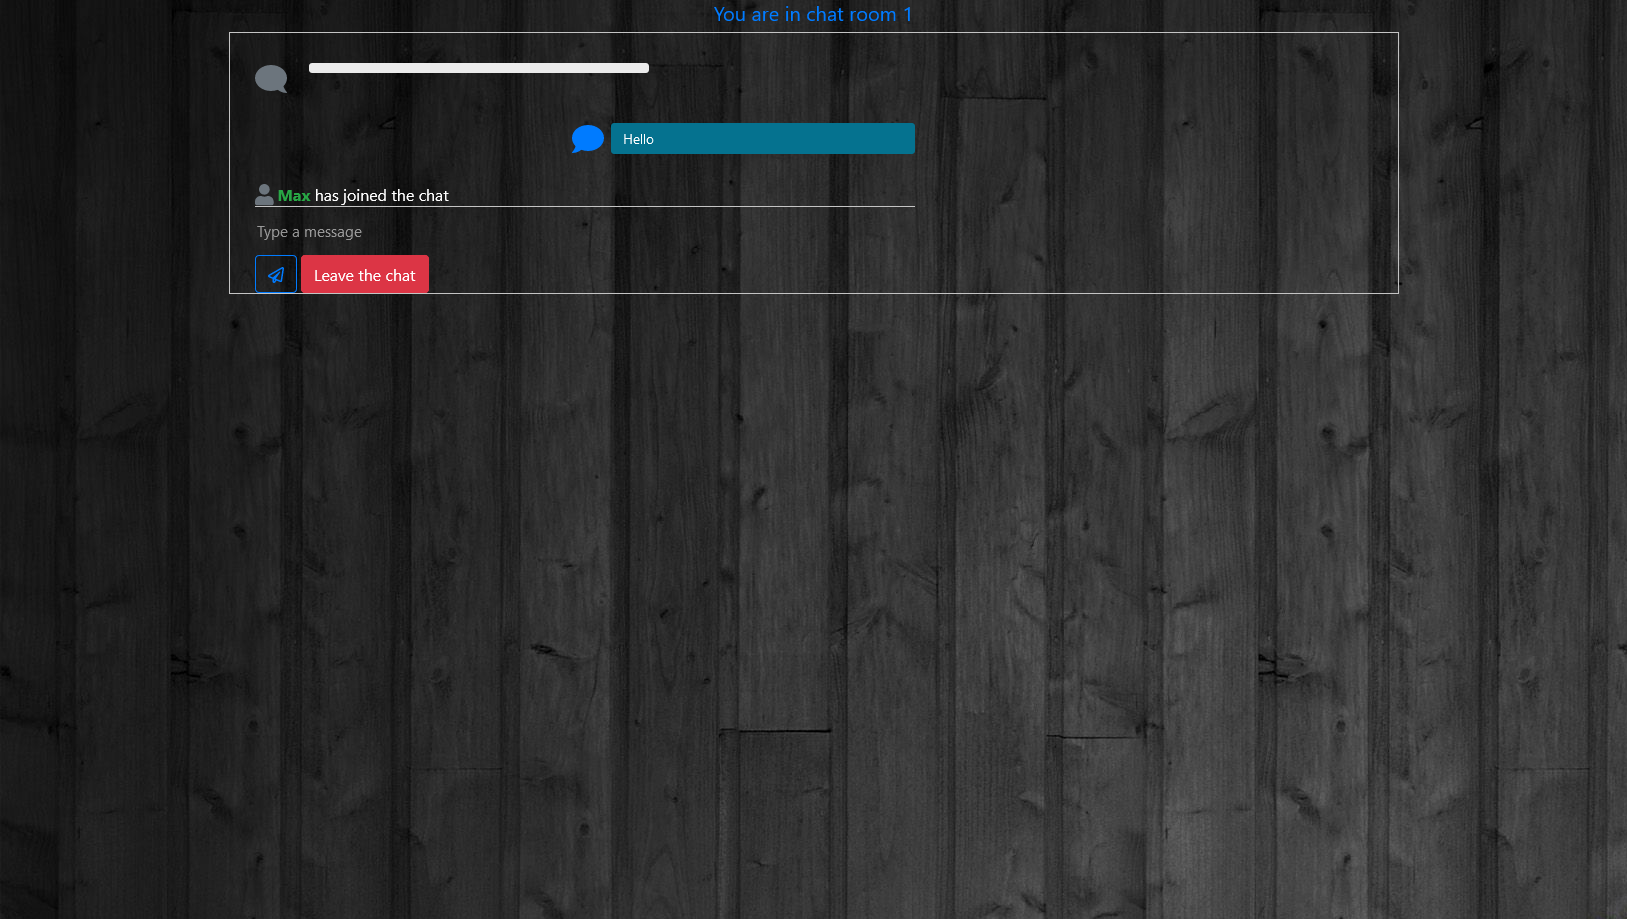 You are in chat room 1
Hello
Max has joined the chat
Type a message
Leave the chat